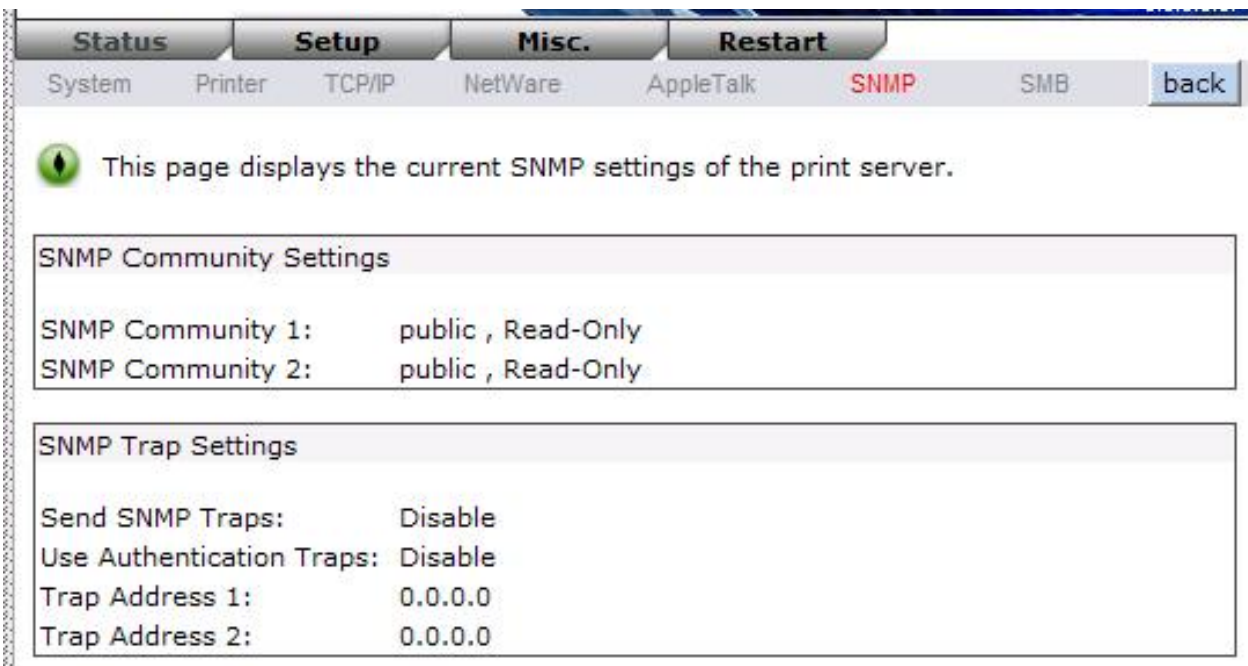 Status Setup Misc. Restart
System Printer TCP/IP NetWare AppleTalk SNMP SMB back
This page displays the current SNMP settings of the print server.
SNMP Community Settings
SNMP Community 1: public , Read-Only
SNMP Community 2: public , Read-Only
SNMP Trap Settings
Send SNMP Traps: Disable
Use Authentication Traps: Disable
Trap Address 1: 0.0.0.0
Trap Address 2: 0.0.0.0